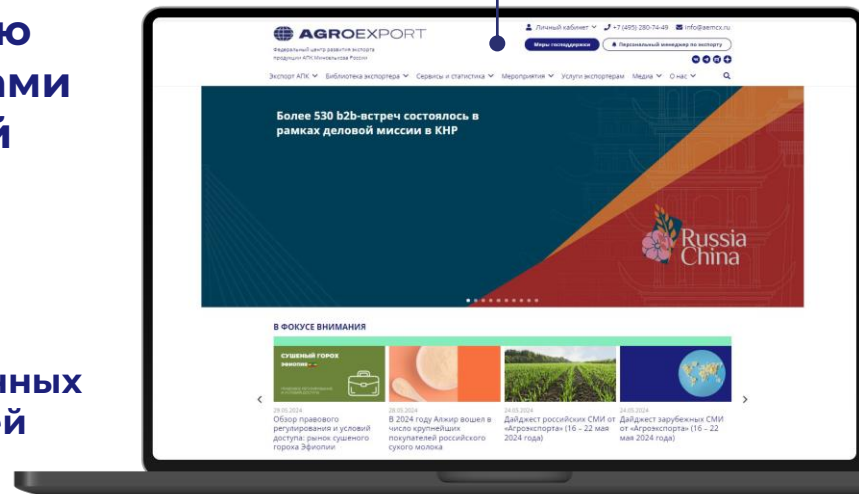 ю
ами
й
чных
ей
AGROEXPORT
Федеральный центр развития экспорта
продукции АПК Минсельхоза России
Личный кабинет
+7 (495) 280-74-49
info@aemcx.ru
Меры господдержки
Персональный менеджер по экспорту
Экспорт АПК
Библиотека экспортера
Сервисы и статистика
Мероприятия
Услуги экспортерам
Медиа
О нас
Более 530 b2b-встреч состоялось в
рамках деловой миссии в КНР
Russia
China
В ФОКУСЕ ВНИМАНИЯ
СУШЕНЫЙ ГОРОХ
ЭФИОПИЯ
29.05.2024
Обзор правового
регулирования и условий
доступа: рынок сушеного
гороха Эфиопии
28.05.2024
В 2024 году Алжир вошел в
число крупнейших
покупателей российского
сухого молока
24.05.2024
Дайджест российских СМИ от
«Агроэкспорта» (16 – 22 мая
2024 года)
24.05.2024
Дайджест зарубежных СМИ
от «Агроэкспорта» (16 – 22
мая 2024 года)